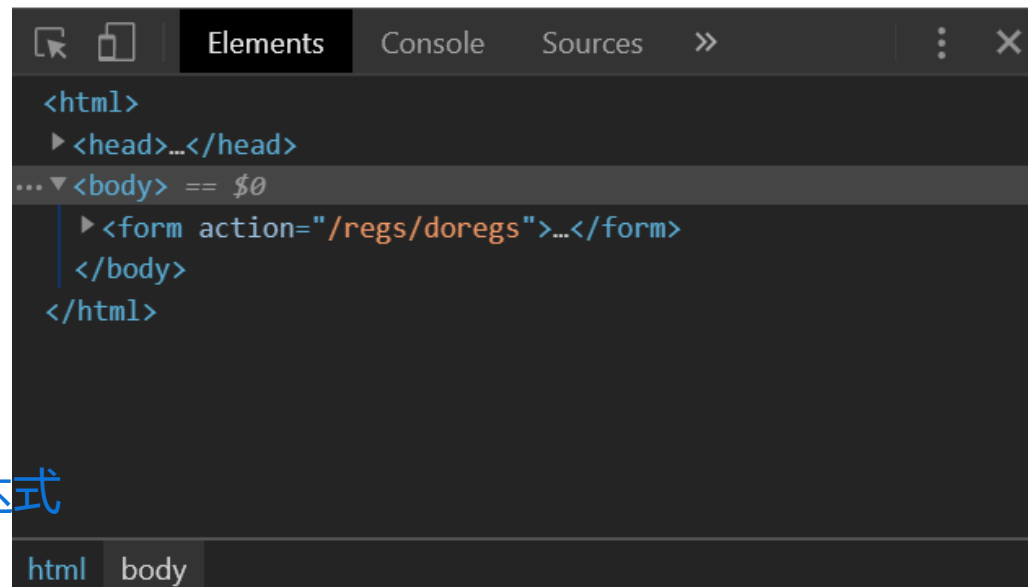 Elements Console Sources »
<html>
<head>…</head>
<body> == $0
<form action="/regs/doregs">…</form>
</body>
</html>
式
html body